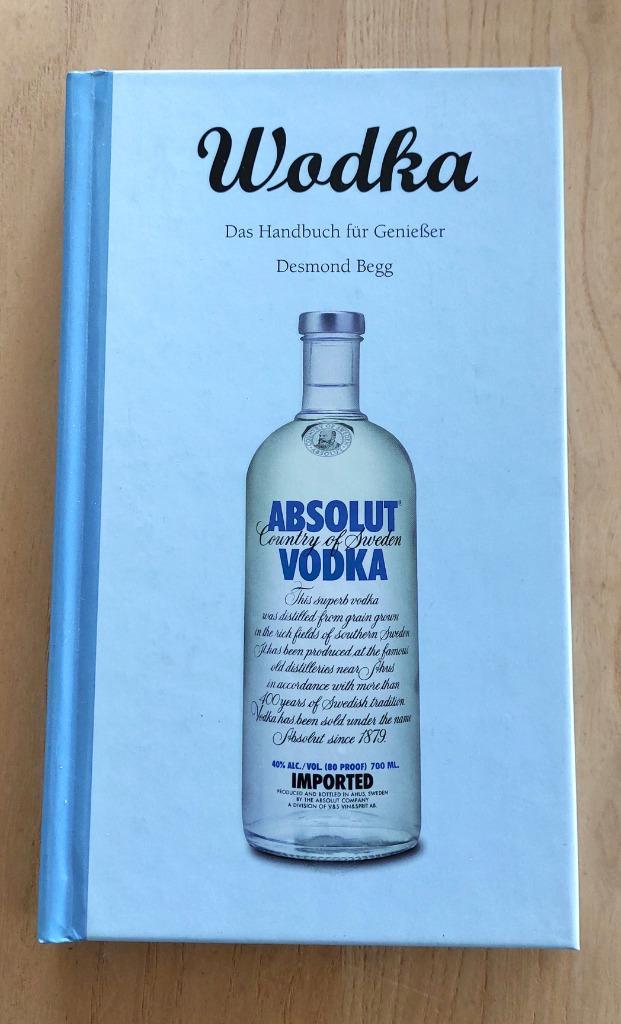 Wodka
Das Handbuch für Genießer
Desmond Begg
COUNTRY OF SWEDEN
ABSOLUT
ABSOLUT
Country of Sweden
VODKA
This superb vodka
was distilled from grain grown
in the rich fields of southern Sweden
It has been produced at the famous
old distilleries near Åhus
in accordance with more than
400 years of Swedish tradition
Vodka has been sold under the name
Absolut since 1879.
40% ALC./VOL. (80 PROOF) 700 ML.
IMPORTED
PRODUCED AND BOTTLED IN AHUS, SWEDEN
BY THE ABSOLUT COMPANY
A DIVISION OF V&S VIN&SPRIT AB.